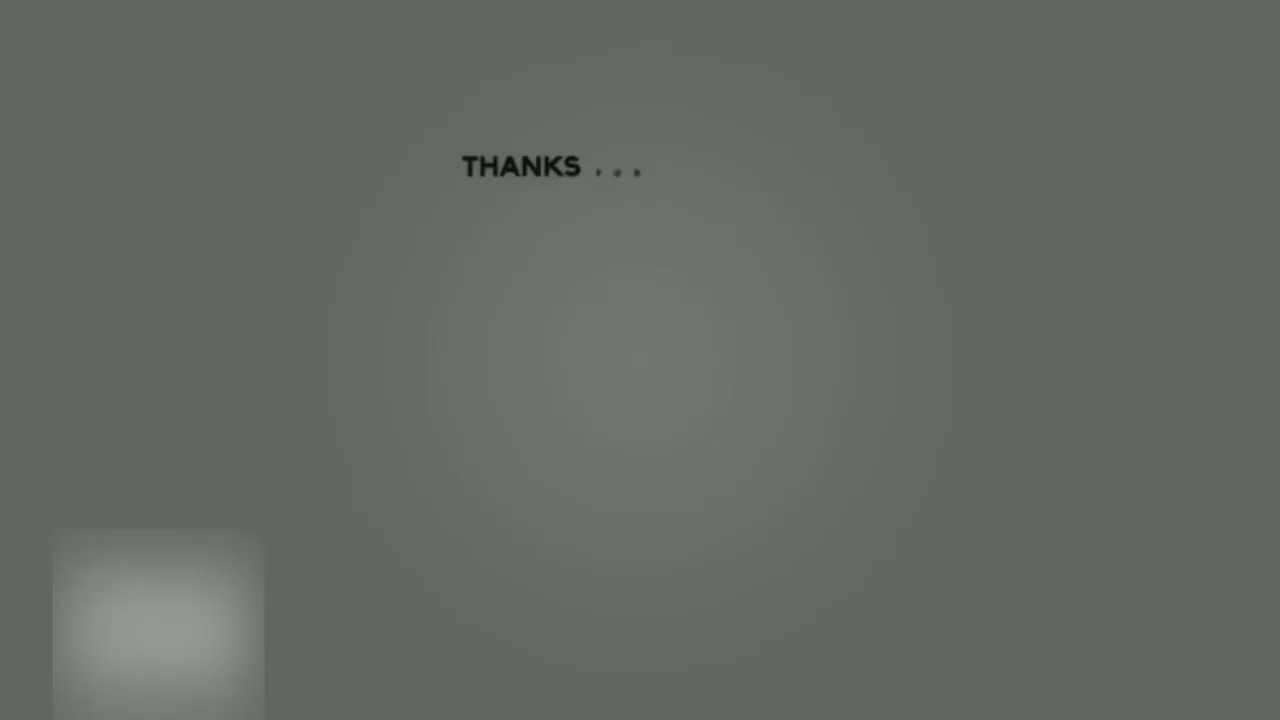 THANKS . . .